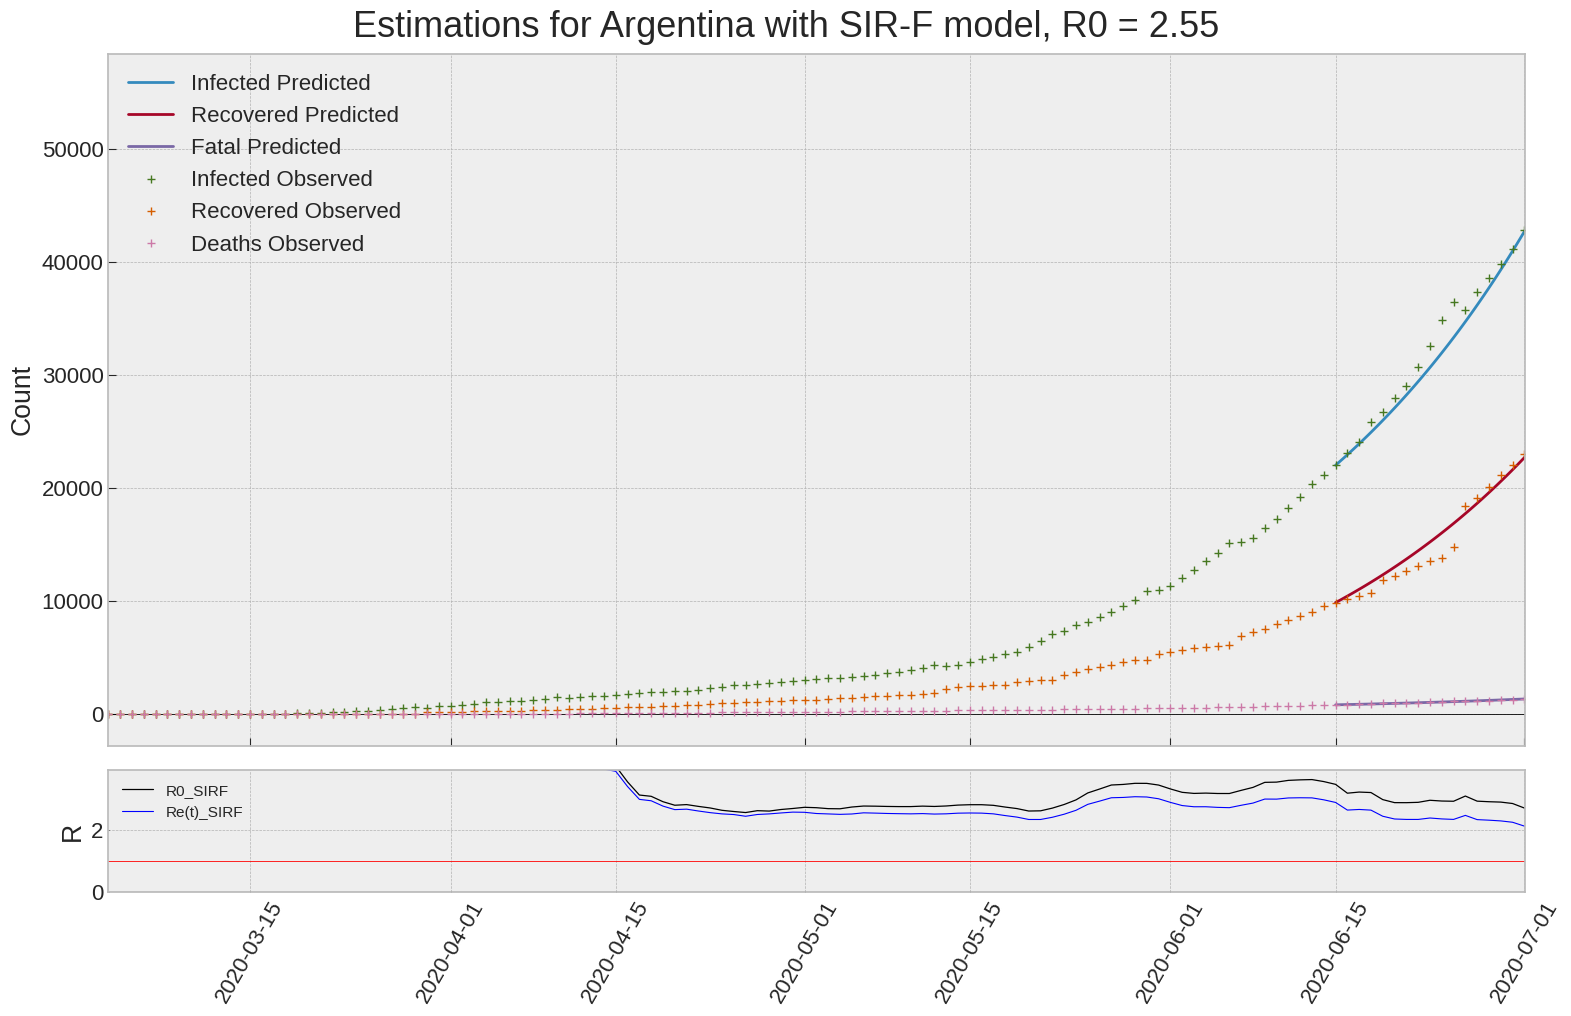 Estimations for Argentina with SIR-F model, R0 = 2.55
Infected Predicted
Recovered Predicted
Fatal Predicted
Infected Observed
Recovered Observed
Deaths Observed
Count
50000
40000
30000
20000
10000
0
R0_SIRF
Re(t)_SIRF
R
2
0
2020-03-15
2020-04-01
2020-04-15
2020-05-01
2020-05-15
2020-06-01
2020-06-15
2020-07-01